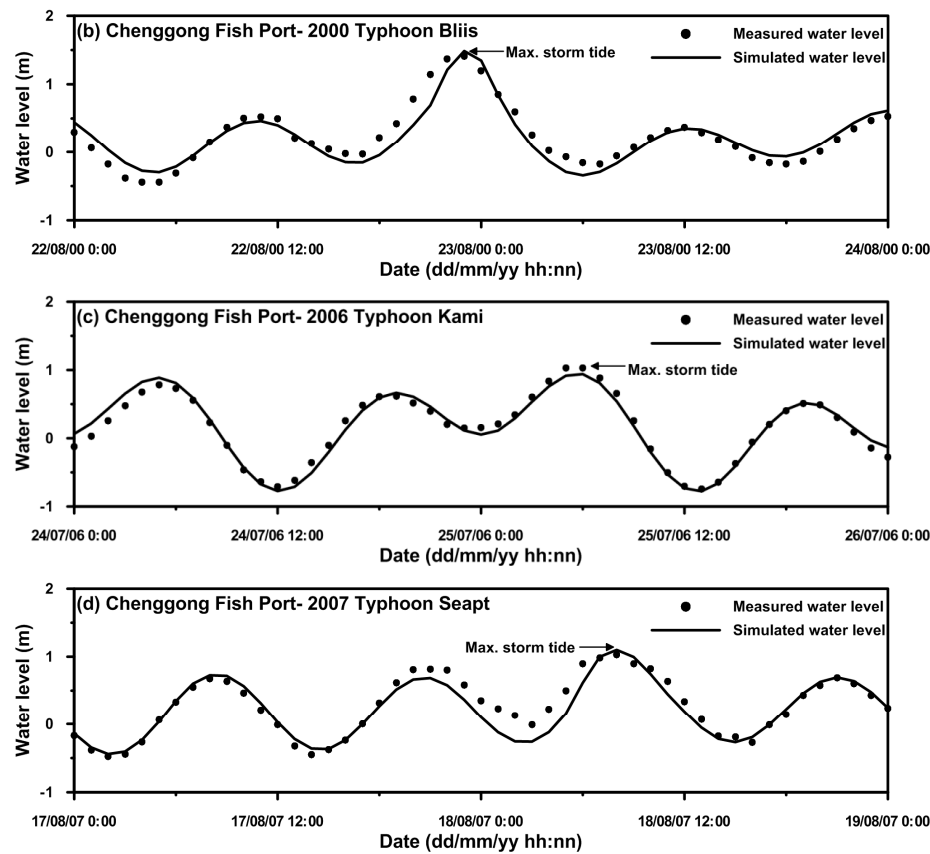 (b) Chenggong Fish Port- 2000 Typhoon Bliis
Measured water level
Simulated water level
Max. storm tide
Water level (m)
2
1
0
-1
22/08/00 0:00 22/08/00 12:00 23/08/00 0:00 23/08/00 12:00 24/08/00 0:00
Date (dd/mm/yy hh:nn)
(c) Chenggong Fish Port- 2006 Typhoon Kami
Measured water level
Simulated water level
Max. storm tide
Water level (m)
2
1
0
-1
24/07/06 0:00 24/07/06 12:00 25/07/06 0:00 25/07/06 12:00 26/07/06 0:00
Date (dd/mm/yy hh:nn)
(d) Chenggong Fish Port- 2007 Typhoon Seapt
Measured water level
Simulated water level
Max. storm tide
Water level (m)
2
1
0
-1
17/08/07 0:00 17/08/07 12:00 18/08/07 0:00 18/08/07 12:00 19/08/07 0:00
Date (dd/mm/yy hh:nn)